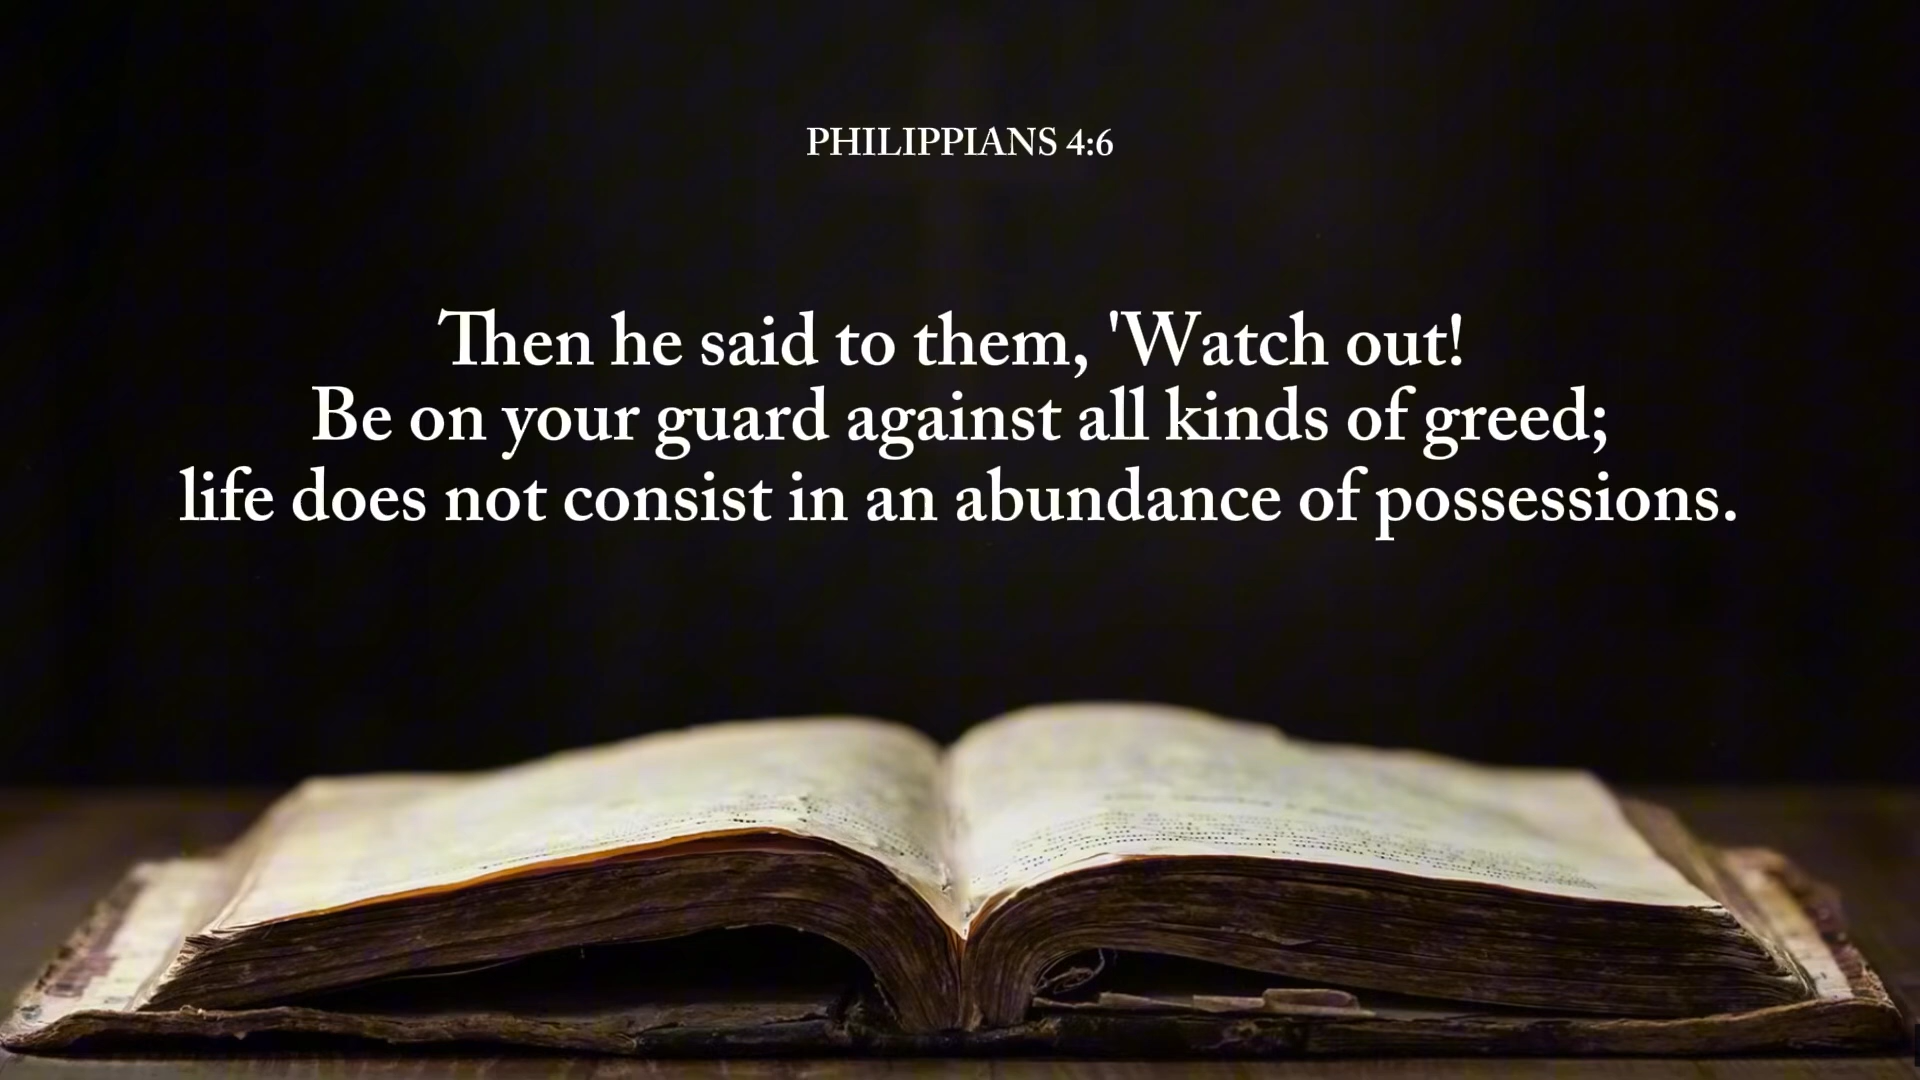 PHILIPPIANS 4:6
Then he said to them, 'Watch out!
Be on your guard against all kinds of greed;
life does not consist in an abundance of possessions.